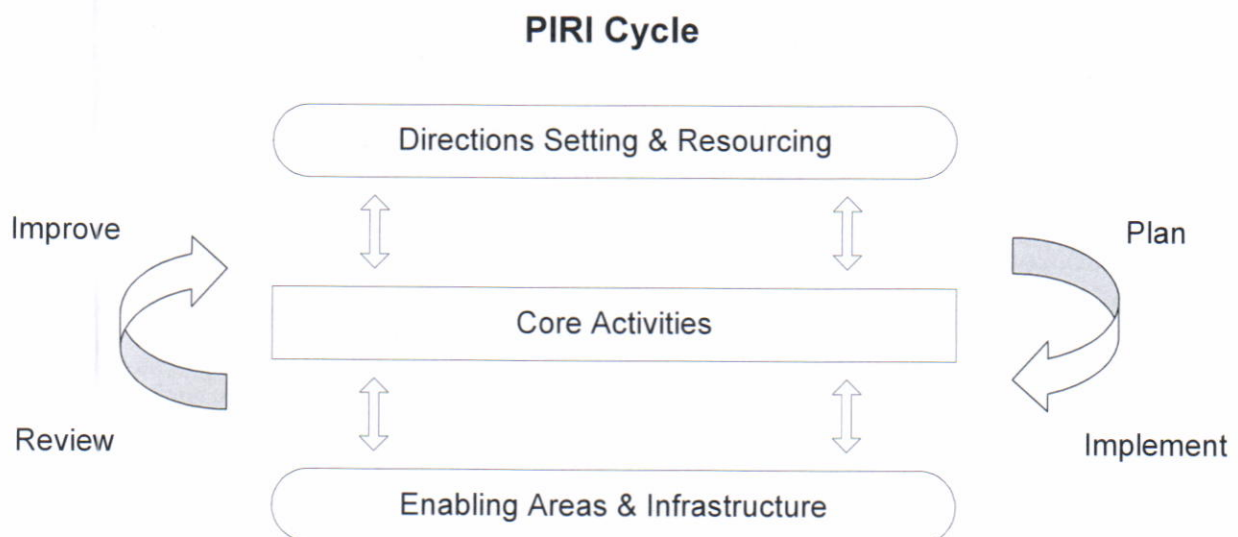 PIRI Cycle
Directions Setting & Resourcing
Improve
Plan
Core Activities
Review
Implement
Enabling Areas & Infrastructure